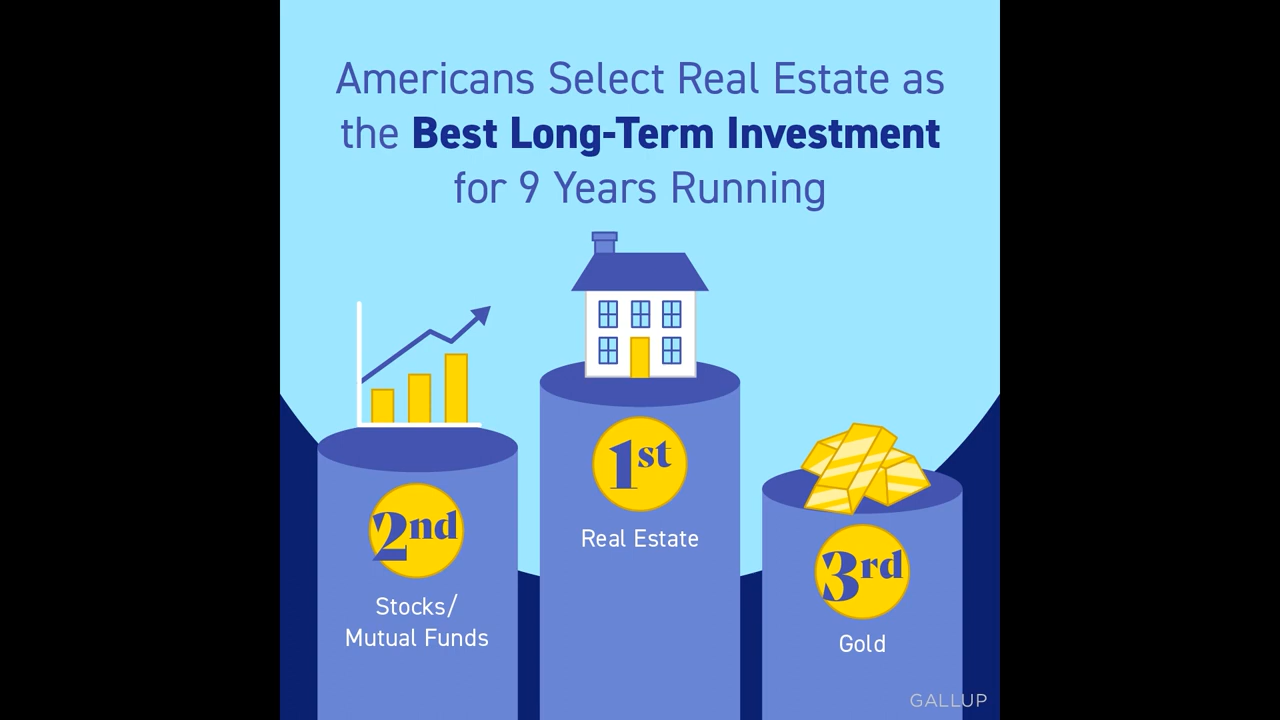 Americans Select Real Estate as
the Best Long-Term Investment
for 9 Years Running
1st
Real Estate
2nd
Stocks/
Mutual Funds
3rd
Gold
GALLUP